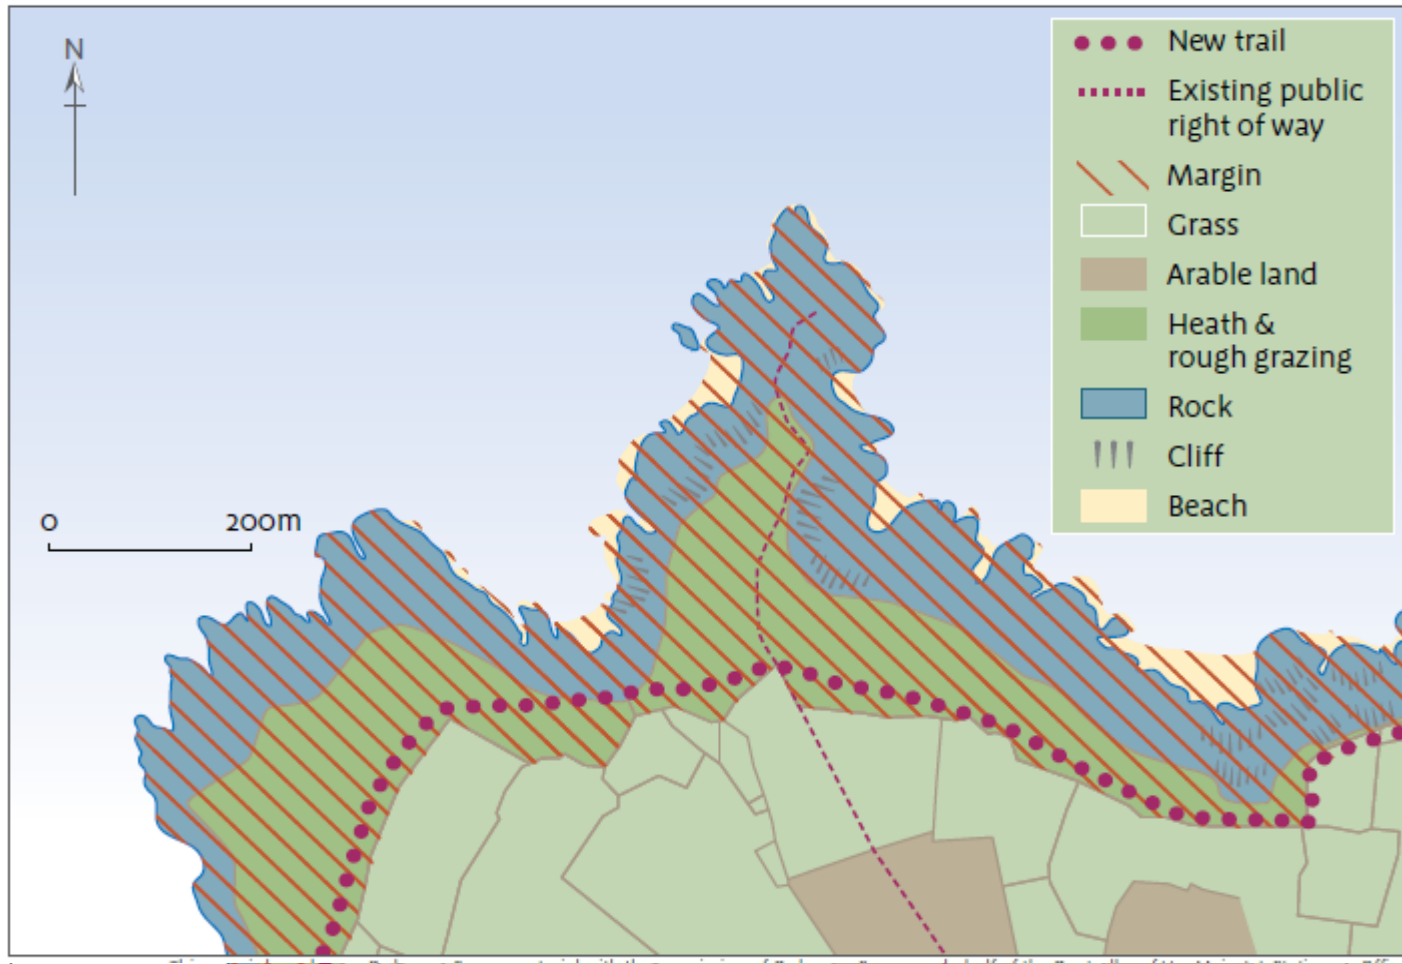 N
0 200m
New trail
Existing public
right of way
Margin
Grass
Arable land
Heath &
rough grazing
Rock
Cliff
Beach